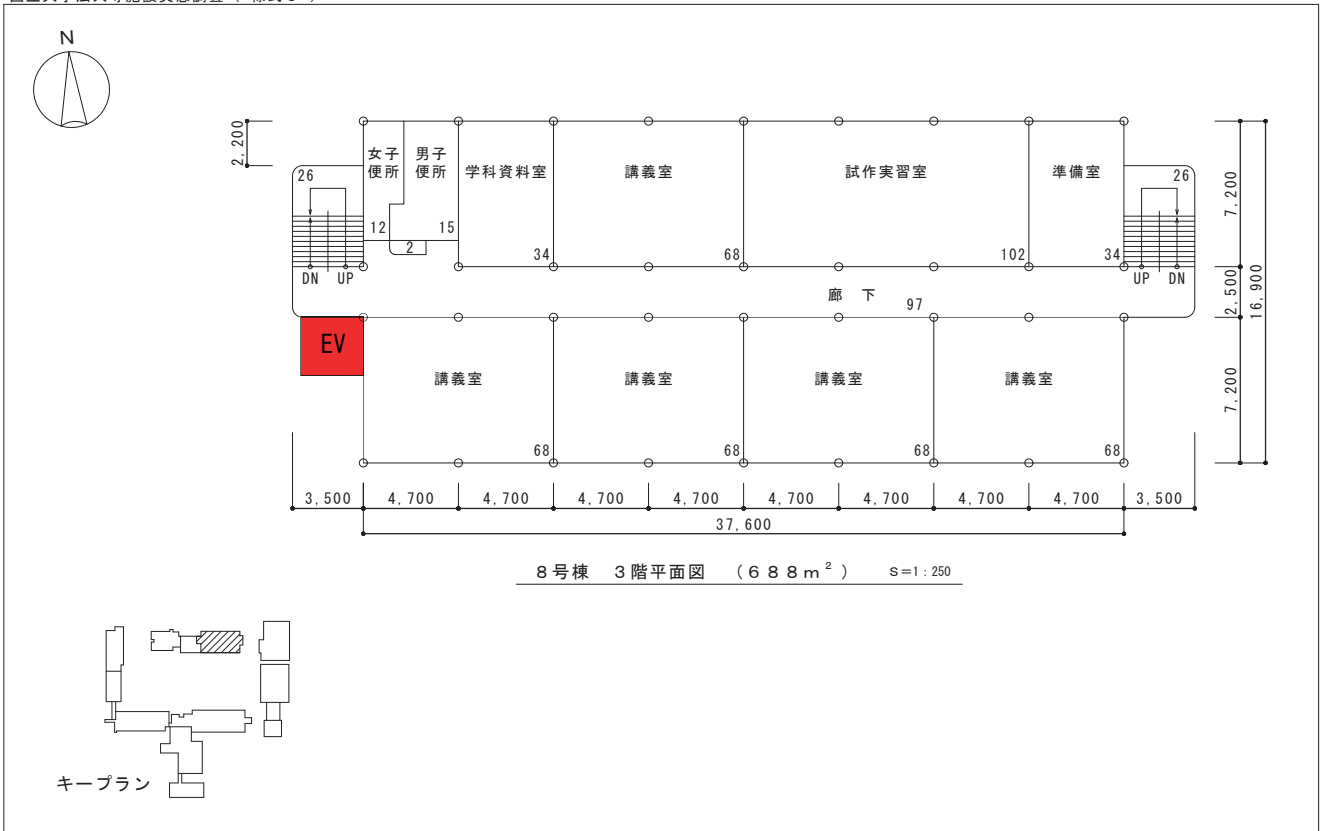 N
2,200
女子
便所
男子
便所
学科資料室
講義室
試作実習室
準備室
26
26
12
15
2
34
68
102
34
DN UP
UP DN
廊 下
97
EV
講義室
講義室
講義室
講義室
68
68
68
68
7,200
2,500
7,200
16,900
3,500
4,700
4,700
4,700
4,700
4,700
4,700
4,700
4,700
3,500
37,600
8号棟 3階平面図 (688m²) S=1:250
キープラン